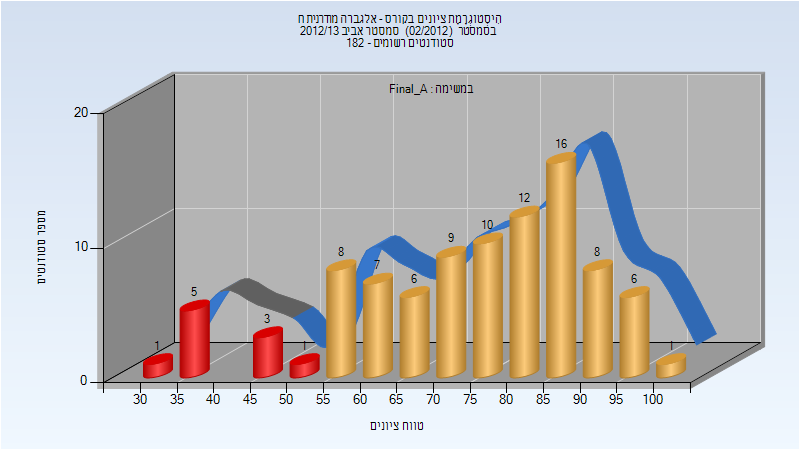 היסטוגרמת ציונים בקורס - אלגברה מודרנית ח
בסמסטר (02/2012) סמסטר אביב 2012/13
סטודנטים רשומים - 182
במשימה : Final_A
מספר סטודנטים
20
10
0
1
5
3
1
8
7
6
9
10
12
16
8
6
1
30 35 40 45 50 55 60 65 70 75 80 85 90 95 100
טווח ציונים